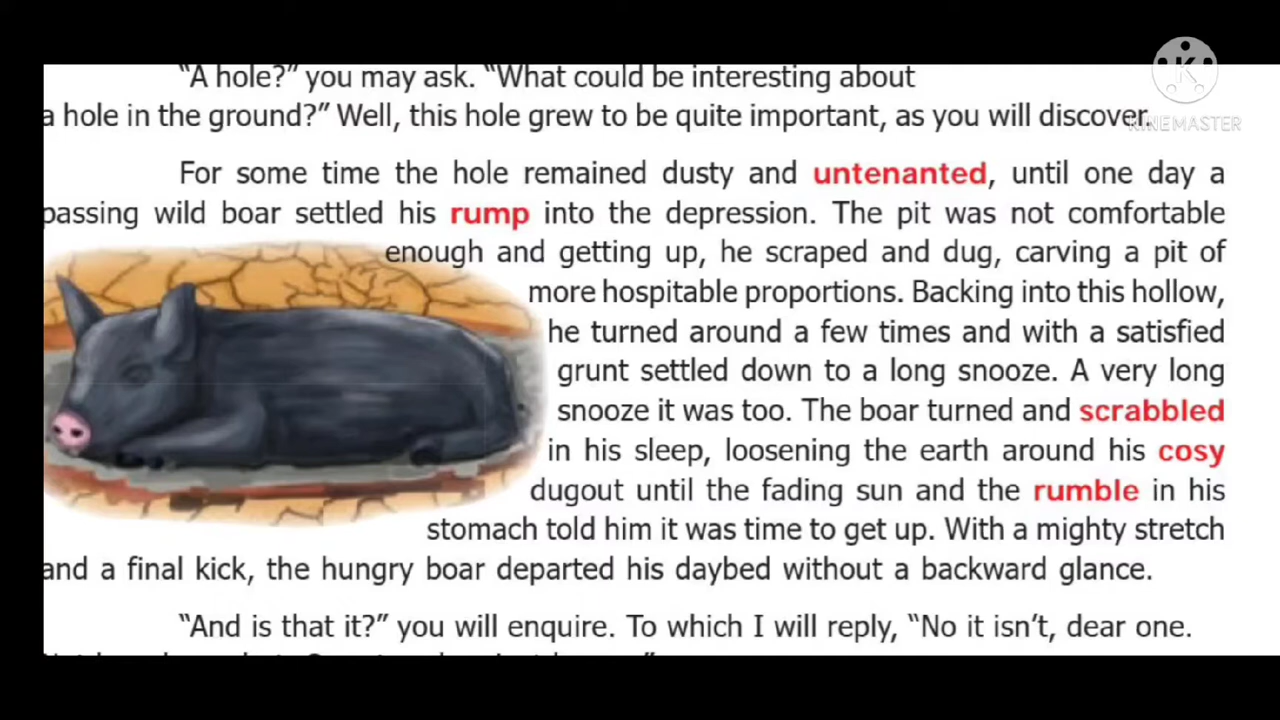 "A hole?" you may ask. "What could be interesting about
a hole in the ground?" Well, this hole grew to be quite important, as you will discover.
KINEMASTER
For some time the hole remained dusty and untenanted, until one day a
passing wild boar settled his rump into the depression. The pit was not comfortable
enough and getting up, he scraped and dug, carving a pit of
more hospitable proportions. Backing into this hollow,
he turned around a few times and with a satisfied
grunt settled down to a long snooze. A very long
snooze it was too. The boar turned and scrabbled
in his sleep, loosening the earth around his cosy
dugout until the fading sun and the rumble in his
stomach told him it was time to get up. With a mighty stretch
and a final kick, the hungry boar departed his daybed without a backward glance.
"And is that it?" you will enquire. To which I will reply, "No it isn't, dear one.